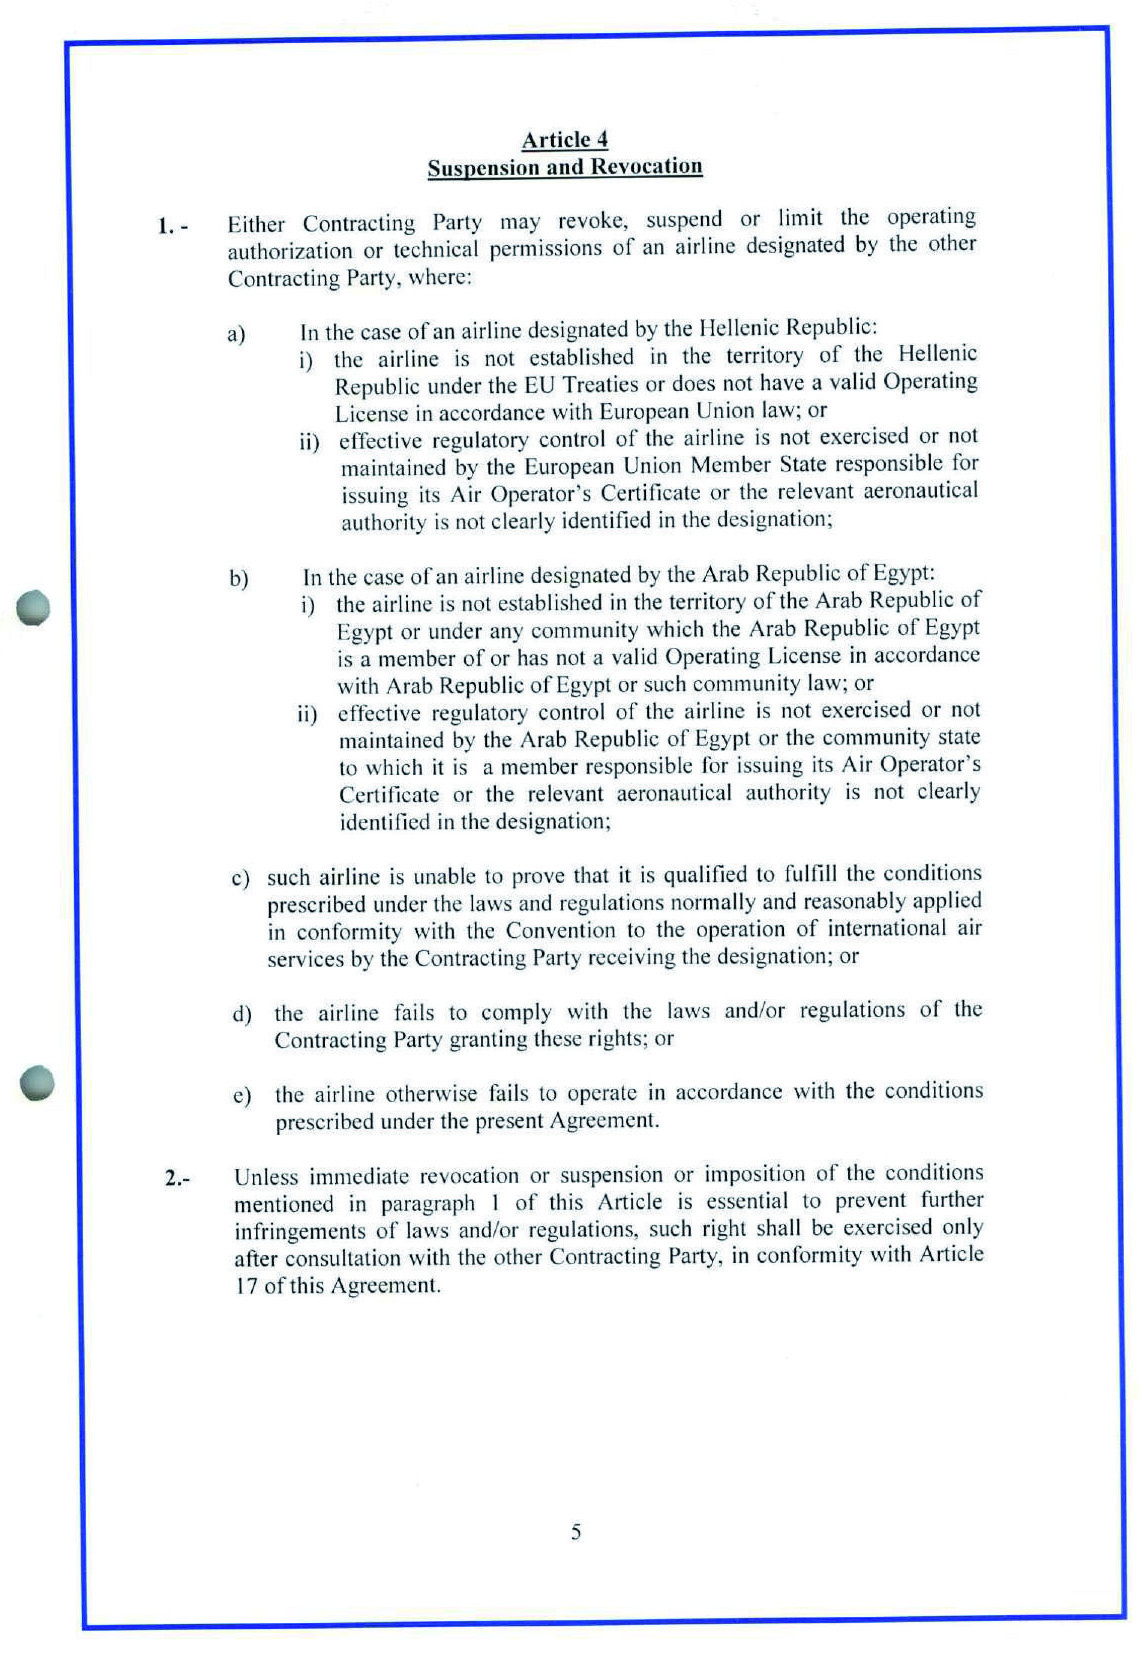 Article 4
Suspension and Revocation
1. - Either Contracting Party may revoke, suspend or limit the operating
authorization or technical permissions of an airline designated by the other
Contracting Party, where:
a) In the case of an airline designated by the Hellenic Republic:
i) the airline is not established in the territory of the Hellenic
Republic under the EU Treaties or does not have a valid Operating
License in accordance with European Union law; or
ii) effective regulatory control of the airline is not exercised or not
maintained by the European Union Member State responsible for
issuing its Air Operator's Certificate or the relevant aeronautical
authority is not clearly identified in the designation;
b) In the case of an airline designated by the Arab Republic of Egypt:
i) the airline is not established in the territory of the Arab Republic of
Egypt or under any community which the Arab Republic of Egypt
is a member of or has not a valid Operating License in accordance
with Arab Republic of Egypt or such community law; or
ii) effective regulatory control of the airline is not exercised or not
maintained by the Arab Republic of Egypt or the community state
to which it is a member responsible for issuing its Air Operator's
Certificate or the relevant aeronautical authority is not clearly
identified in the designation;
c) such airline is unable to prove that it is qualified to fulfill the conditions
prescribed under the laws and regulations normally and reasonably applied
in conformity with the Convention to the operation of international air
services by the Contracting Party receiving the designation; or
d) the airline fails to comply with the laws and/or regulations of the
Contracting Party granting these rights; or
e) the airline otherwise fails to operate in accordance with the conditions
prescribed under the present Agreement.
2.- Unless immediate revocation or suspension or imposition of the conditions
mentioned in paragraph 1 of this Article is essential to prevent further
infringements of laws and/or regulations, such right shall be exercised only
after consultation with the other Contracting Party, in conformity with Article
17 of this Agreement.
5